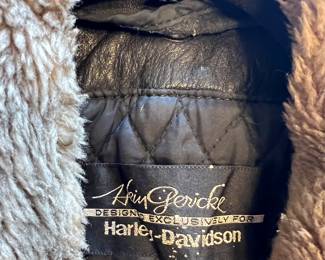 Hein Gericke
DESIGNED EXCLUSIVELY FOR
Harley-Davidson